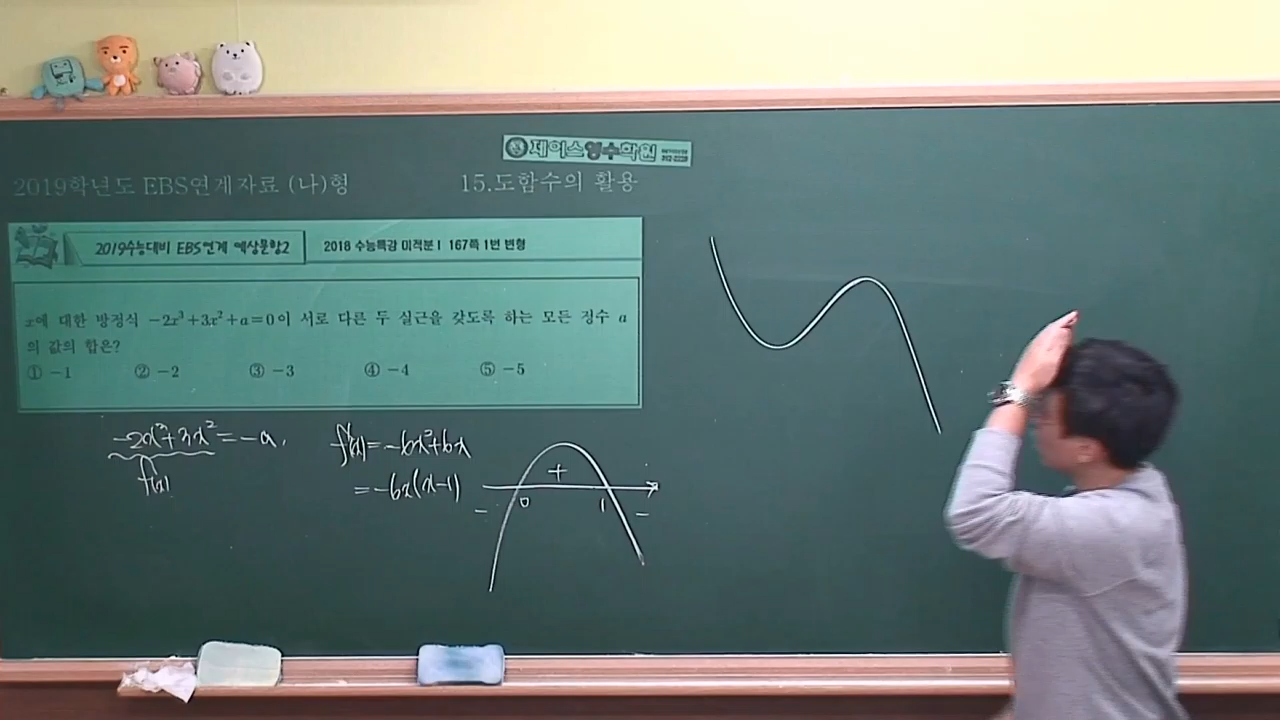 제이스영수학원
2019학년도 EBS연계자료 (나)형
15.도함수의 활용
2019수능대비 EBS연계 예상문항2
2018 수능특강 미적분Ⅰ 167쪽 1번 변형
x에 대한 방정식 −2x³+3x²+a=0이 서로 다른 두 실근을 갖도록 하는 모든 정수 a
의 값의 합은?
① −1 ② −2 ③ −3 ④ −4 ⑤ −5
−2x³+3x²=−a.
f(x)
f'(x)=−6x²+6x
=−6x(x−1)
+
− 0 1 −